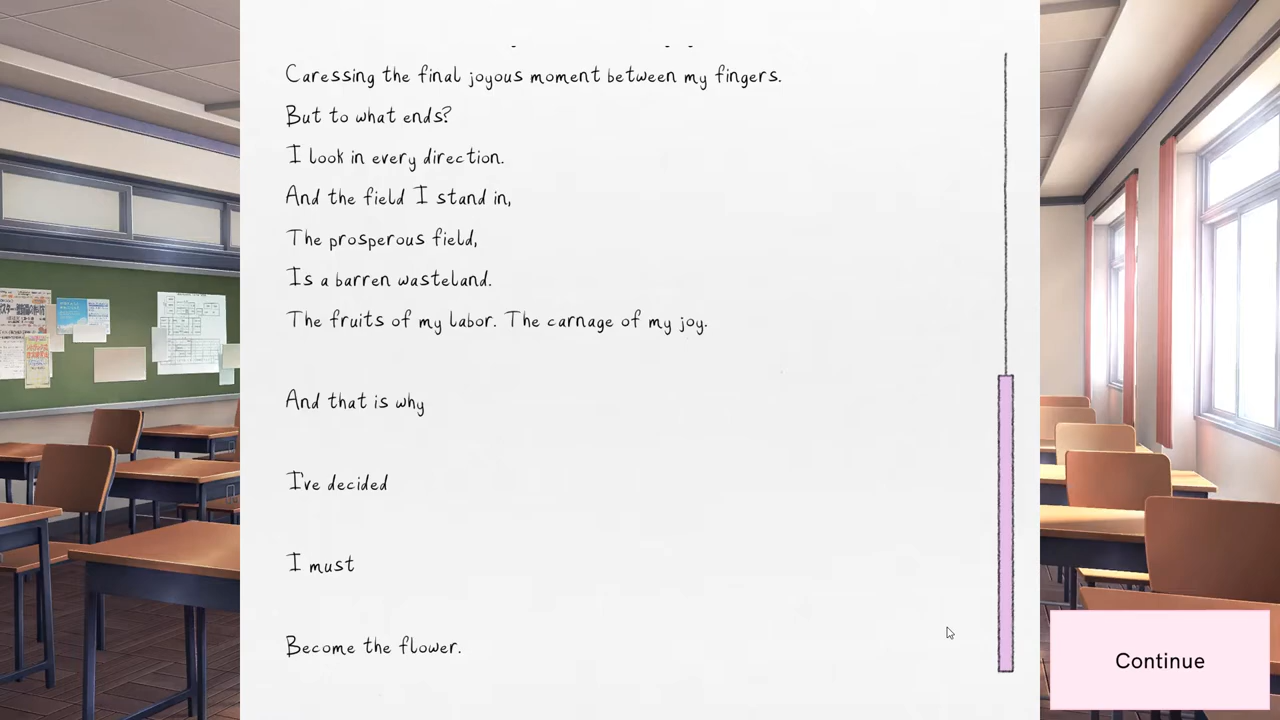 Caressing the final joyous moment between my fingers.
But to what ends?
I look in every direction.
And the field I stand in,
The prosperous field,
Is a barren wasteland.
The fruits of my labor. The carnage of my joy.
And that is why
I've decided
I must
Become the flower.
Continue